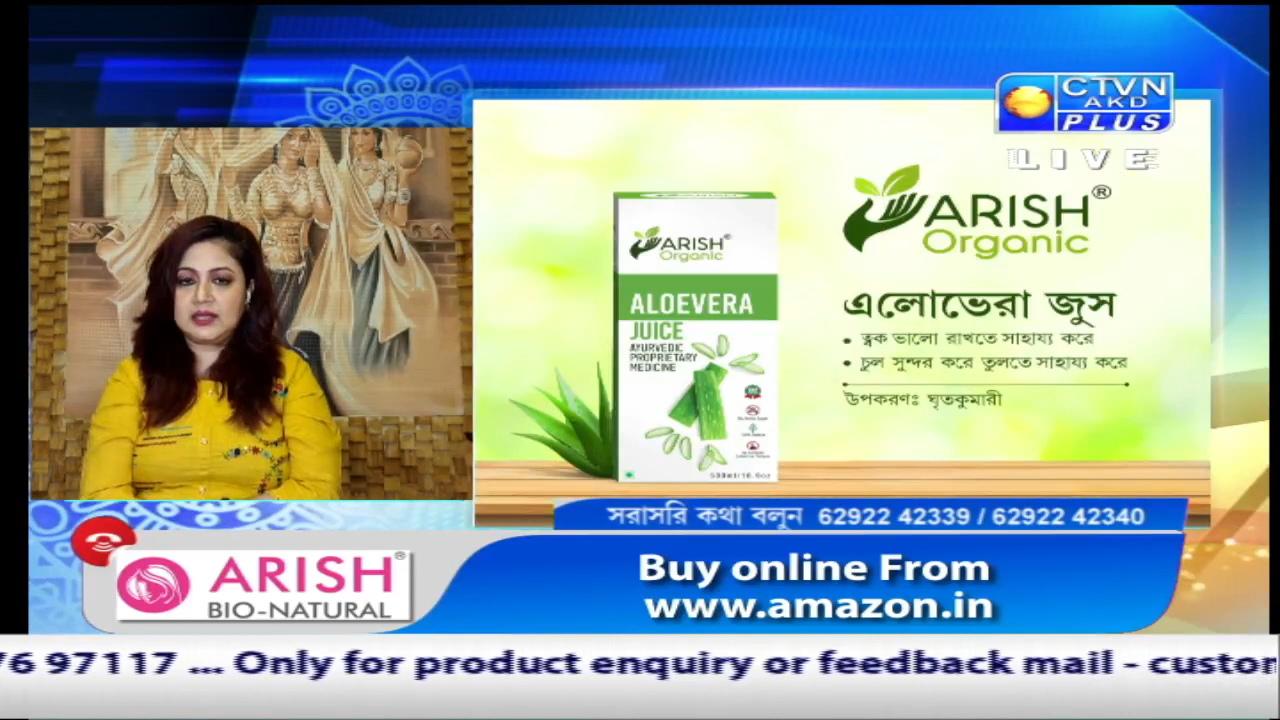 CTVN
AKD
PLUS
LIVE
ARISH®
Organic
ARISH®
Organic
ALOEVERA
JUICE
AYURVEDIC
PROPRIETARY
MEDICINE
এলোভেরা জুস
• ত্বক ভালো রাখতে সাহায্য করে
• চুল সুন্দর করে তুলতে সাহায্য করে
উপকরণঃ ঘৃতকুমারী
সরাসরি কথা বলুন 62922 42339 / 62922 42340
ARISH®
BIO-NATURAL
Buy online From
www.amazon.in
76 97117 ... Only for product enquiry or feedback mail - custor